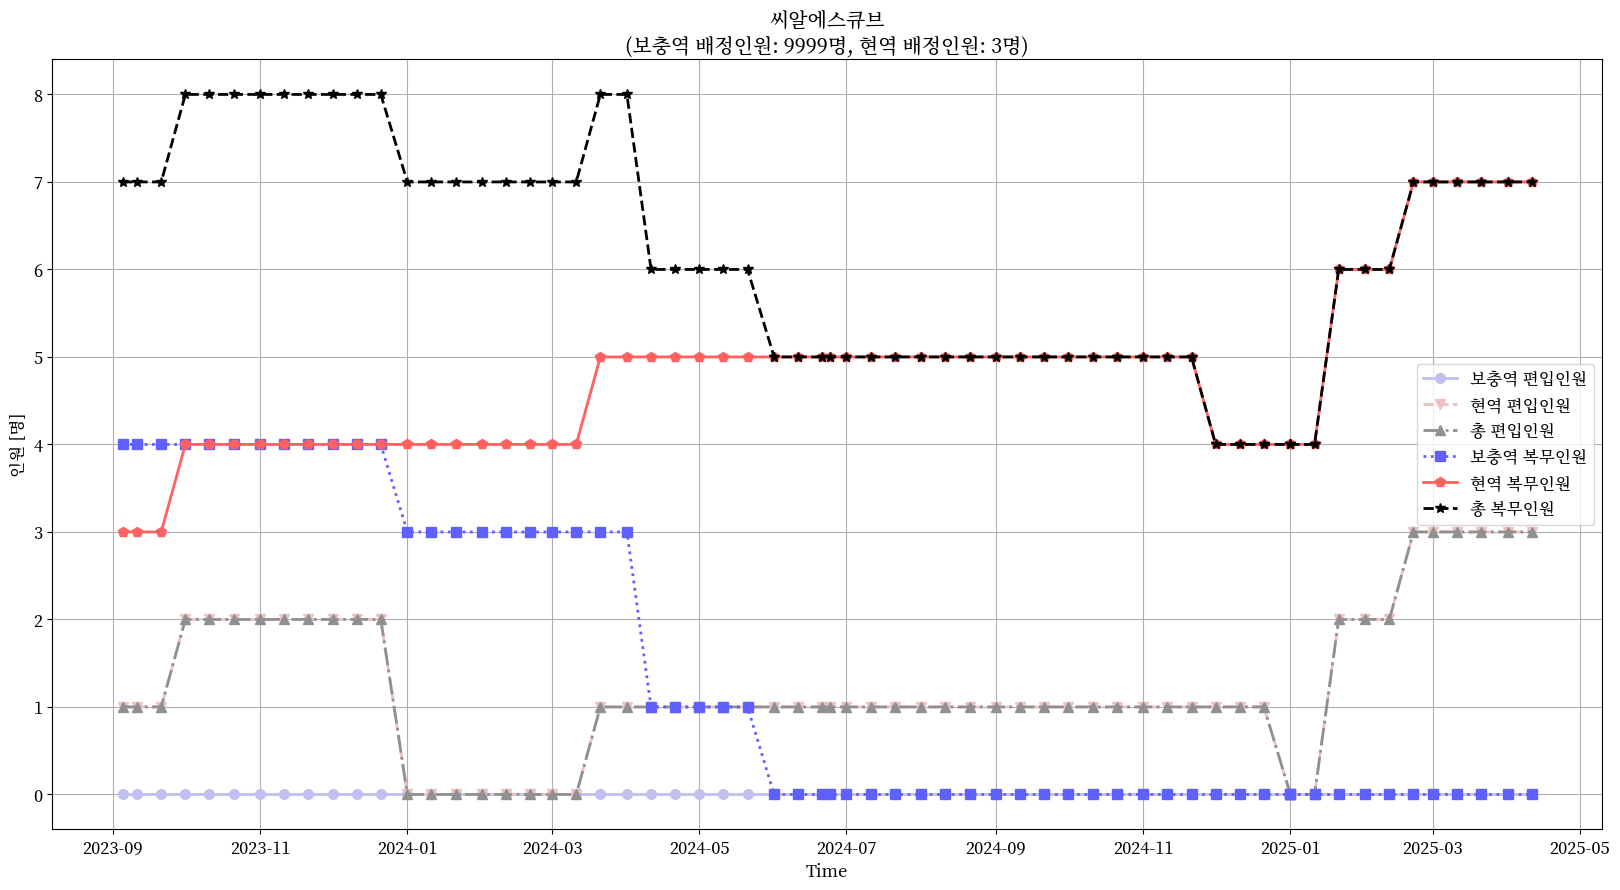 씨알에스큐브
(보충역 배정인원: 9999명, 현역 배정인원: 3명)
인원 [명]
8
7
6
5
4
3
2
1
0
보충역 편입인원
현역 편입인원
총 편입인원
보충역 복무인원
현역 복무인원
총 복무인원
2023-09
2023-11
2024-01
2024-03
2024-05
2024-07
2024-09
2024-11
2025-01
2025-03
2025-05
Time